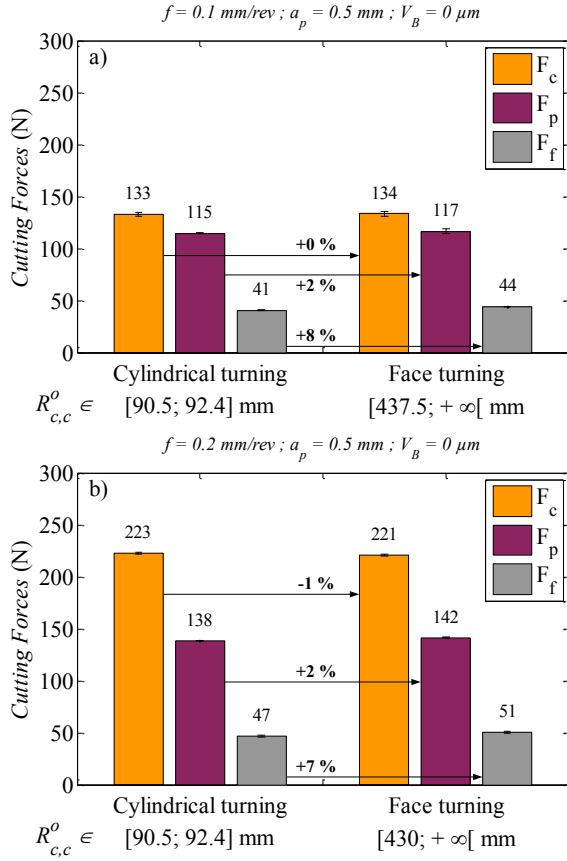 f = 0.1 mm/rev ; a_p = 0.5 mm ; V_B = 0 µm
a)
F_c
F_p
F_f
Cutting Forces (N)
300
250
200
150
100
50
0
133
115
41
134
117
44
+0 %
+2 %
+8 %
Cylindrical turning
Face turning
R^o_{c,c} ∈
[90.5; 92.4] mm
[437.5; + ∞[ mm
f = 0.2 mm/rev ; a_p = 0.5 mm ; V_B = 0 µm
b)
F_c
F_p
F_f
Cutting Forces (N)
300
250
200
150
100
50
0
223
138
47
221
142
51
-1 %
+2 %
+7 %
Cylindrical turning
Face turning
R^o_{c,c} ∈
[90.5; 92.4] mm
[430; + ∞[ mm